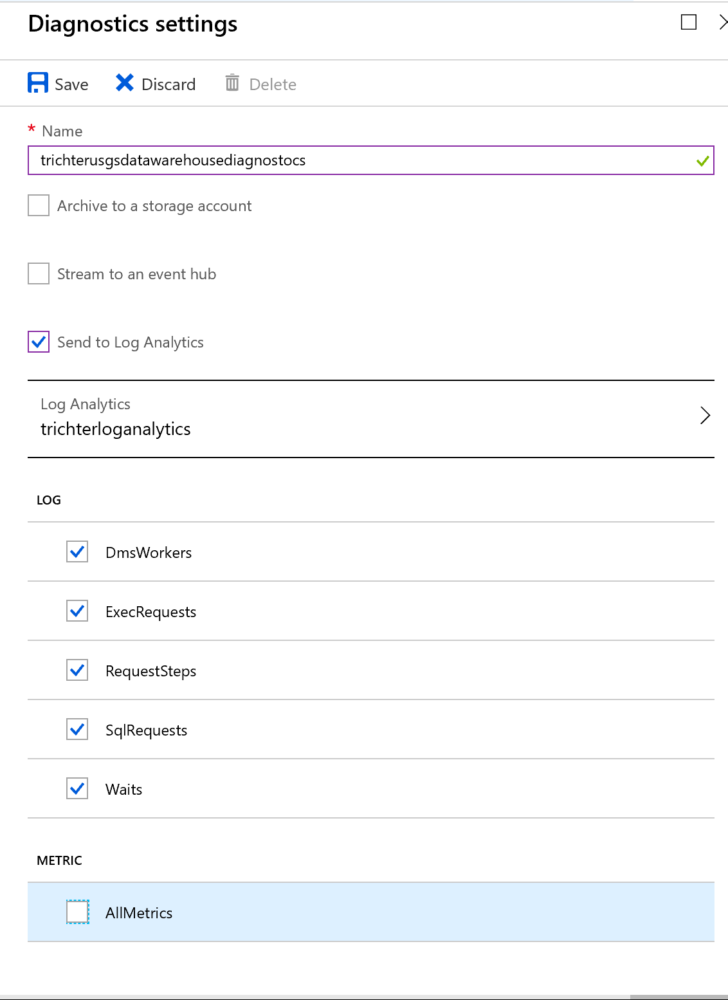 Diagnostics settings
Save Discard Delete
* Name
trichterusgsdatawarehousediagnostocs
Archive to a storage account
Stream to an event hub
Send to Log Analytics
Log Analytics
trichterloganalytics
LOG
DmsWorkers
ExecRequests
RequestSteps
SqlRequests
Waits
METRIC
AllMetrics